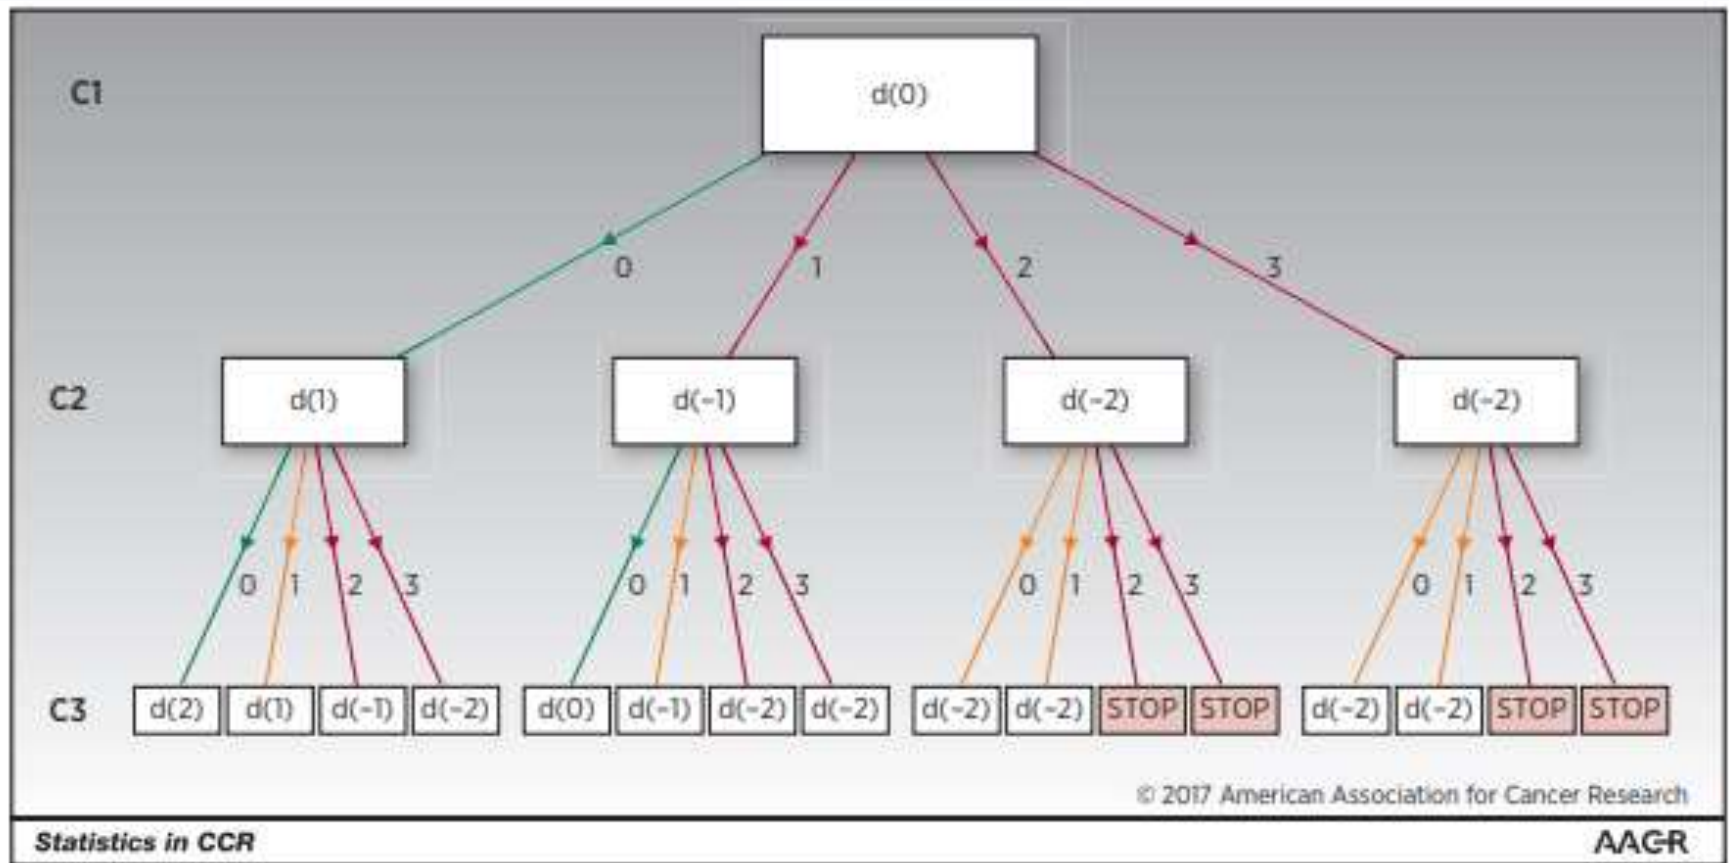 C1
d(0)
0 1 2 3
C2
d(1) d(-1) d(-2) d(-2)
0 1 2 3 0 1 2 3 0 1 2 3 0 1 2 3
C3
d(2) d(1) d(-1) d(-2) d(0) d(-1) d(-2) d(-2) d(-2) d(-2) STOP STOP d(-2) d(-2) STOP STOP
© 2017 American Association for Cancer Research
Statistics in CCR
AACR